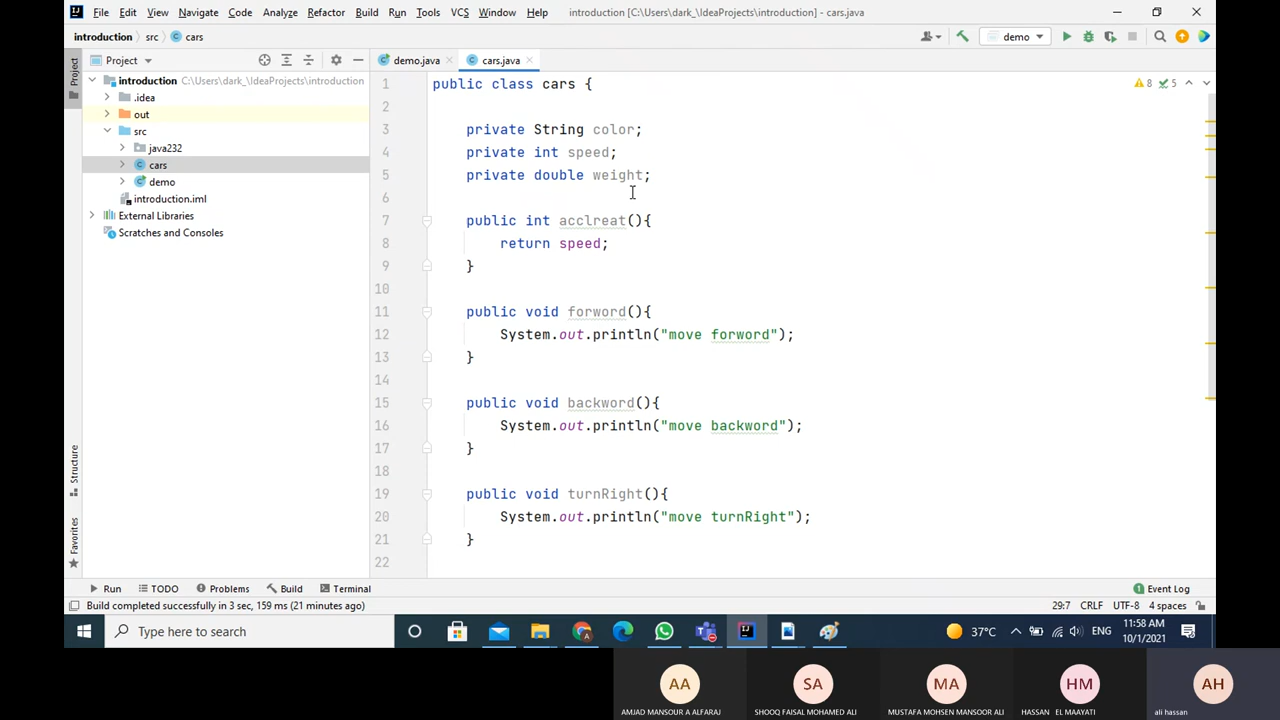 File Edit View Navigate Code Analyze Refactor Build Run Tools VCS Window Help introduction [C:\Users\dark_\IdeaProjects\introduction] - cars.java
introduction src cars demo
Project demo.java cars.java
introduction C:\Users\dark_\IdeaProjects\introduction
.idea
out
src
java232
cars
demo
introduction.iml
External Libraries
Scratches and Consoles
Project
Structure
Favorites
8 5
1 public class cars {
2
3 private String color;
4 private int speed;
5 private double weight;
6
7 public int acclreat(){
8 return speed;
9 }
10
11 public void forword(){
12 System.out.println("move forword");
13 }
14
15 public void backword(){
16 System.out.println("move backword");
17 }
18
19 public void turnRight(){
20 System.out.println("move turnRight");
21 }
22
Run TODO Problems Build Terminal 1 Event Log
Build completed successfully in 3 sec, 159 ms (21 minutes ago) 29:7 CRLF UTF-8 4 spaces
Type here to search 37°C ENG 11:58 AM
10/1/2021
AA SA MA HM AH
AMJAD MANSOUR A ALFARAJ SHOOQ FAISAL MOHAMED ALI MUSTAFA MOHSEN MANSOOR ALI HASSAN EL MAAYATI ali hassan